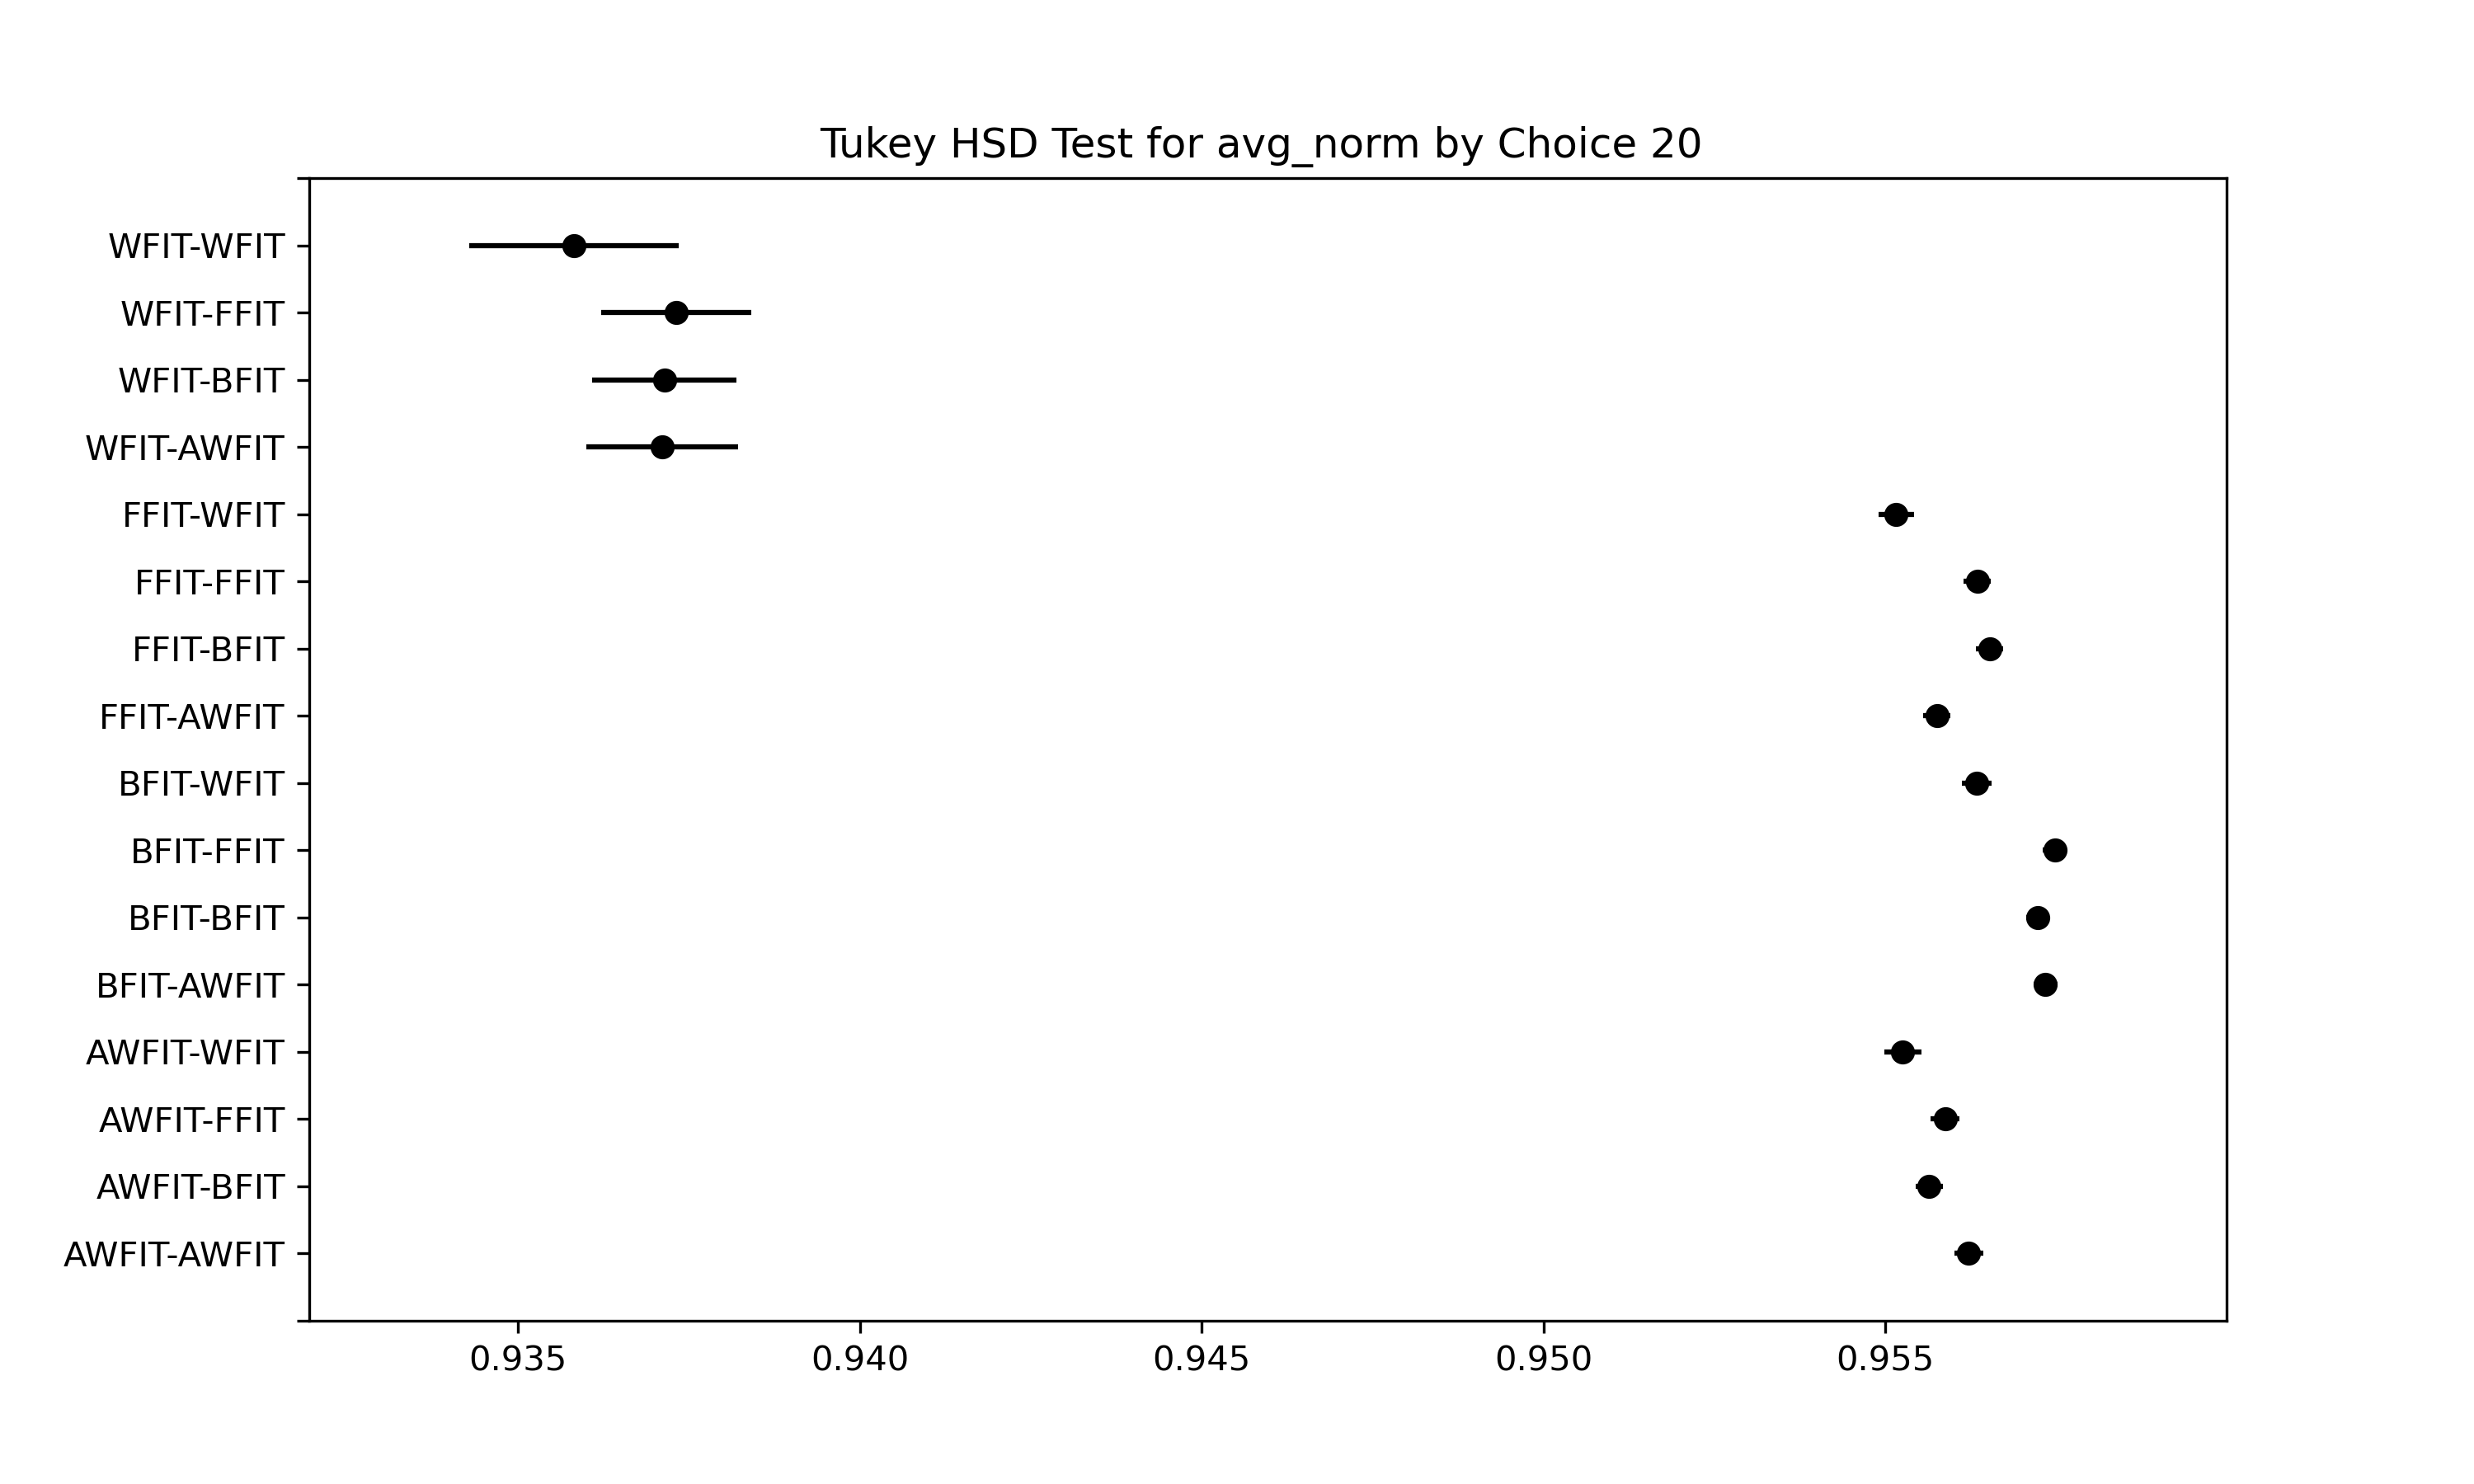 Tukey HSD Test for avg_norm by Choice 20
WFIT-WFIT
WFIT-FFIT
WFIT-BFIT
WFIT-AWFIT
FFIT-WFIT
FFIT-FFIT
FFIT-BFIT
FFIT-AWFIT
BFIT-WFIT
BFIT-FFIT
BFIT-BFIT
BFIT-AWFIT
AWFIT-WFIT
AWFIT-FFIT
AWFIT-BFIT
AWFIT-AWFIT
0.935 0.940 0.945 0.950 0.955